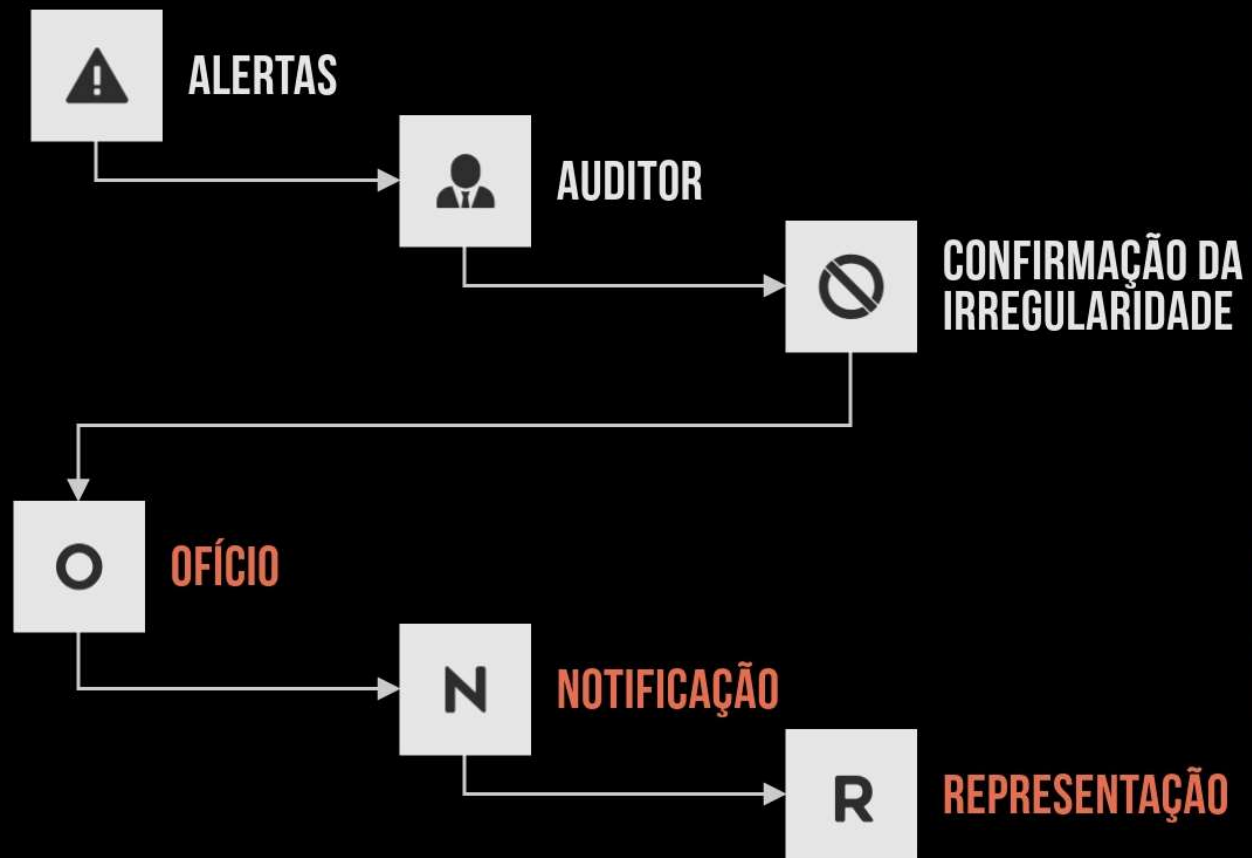 ALERTAS
AUDITOR
CONFIRMAÇÃO DA
IRREGULARIDADE
O
OFÍCIO
N
NOTIFICAÇÃO
R
REPRESENTAÇÃO